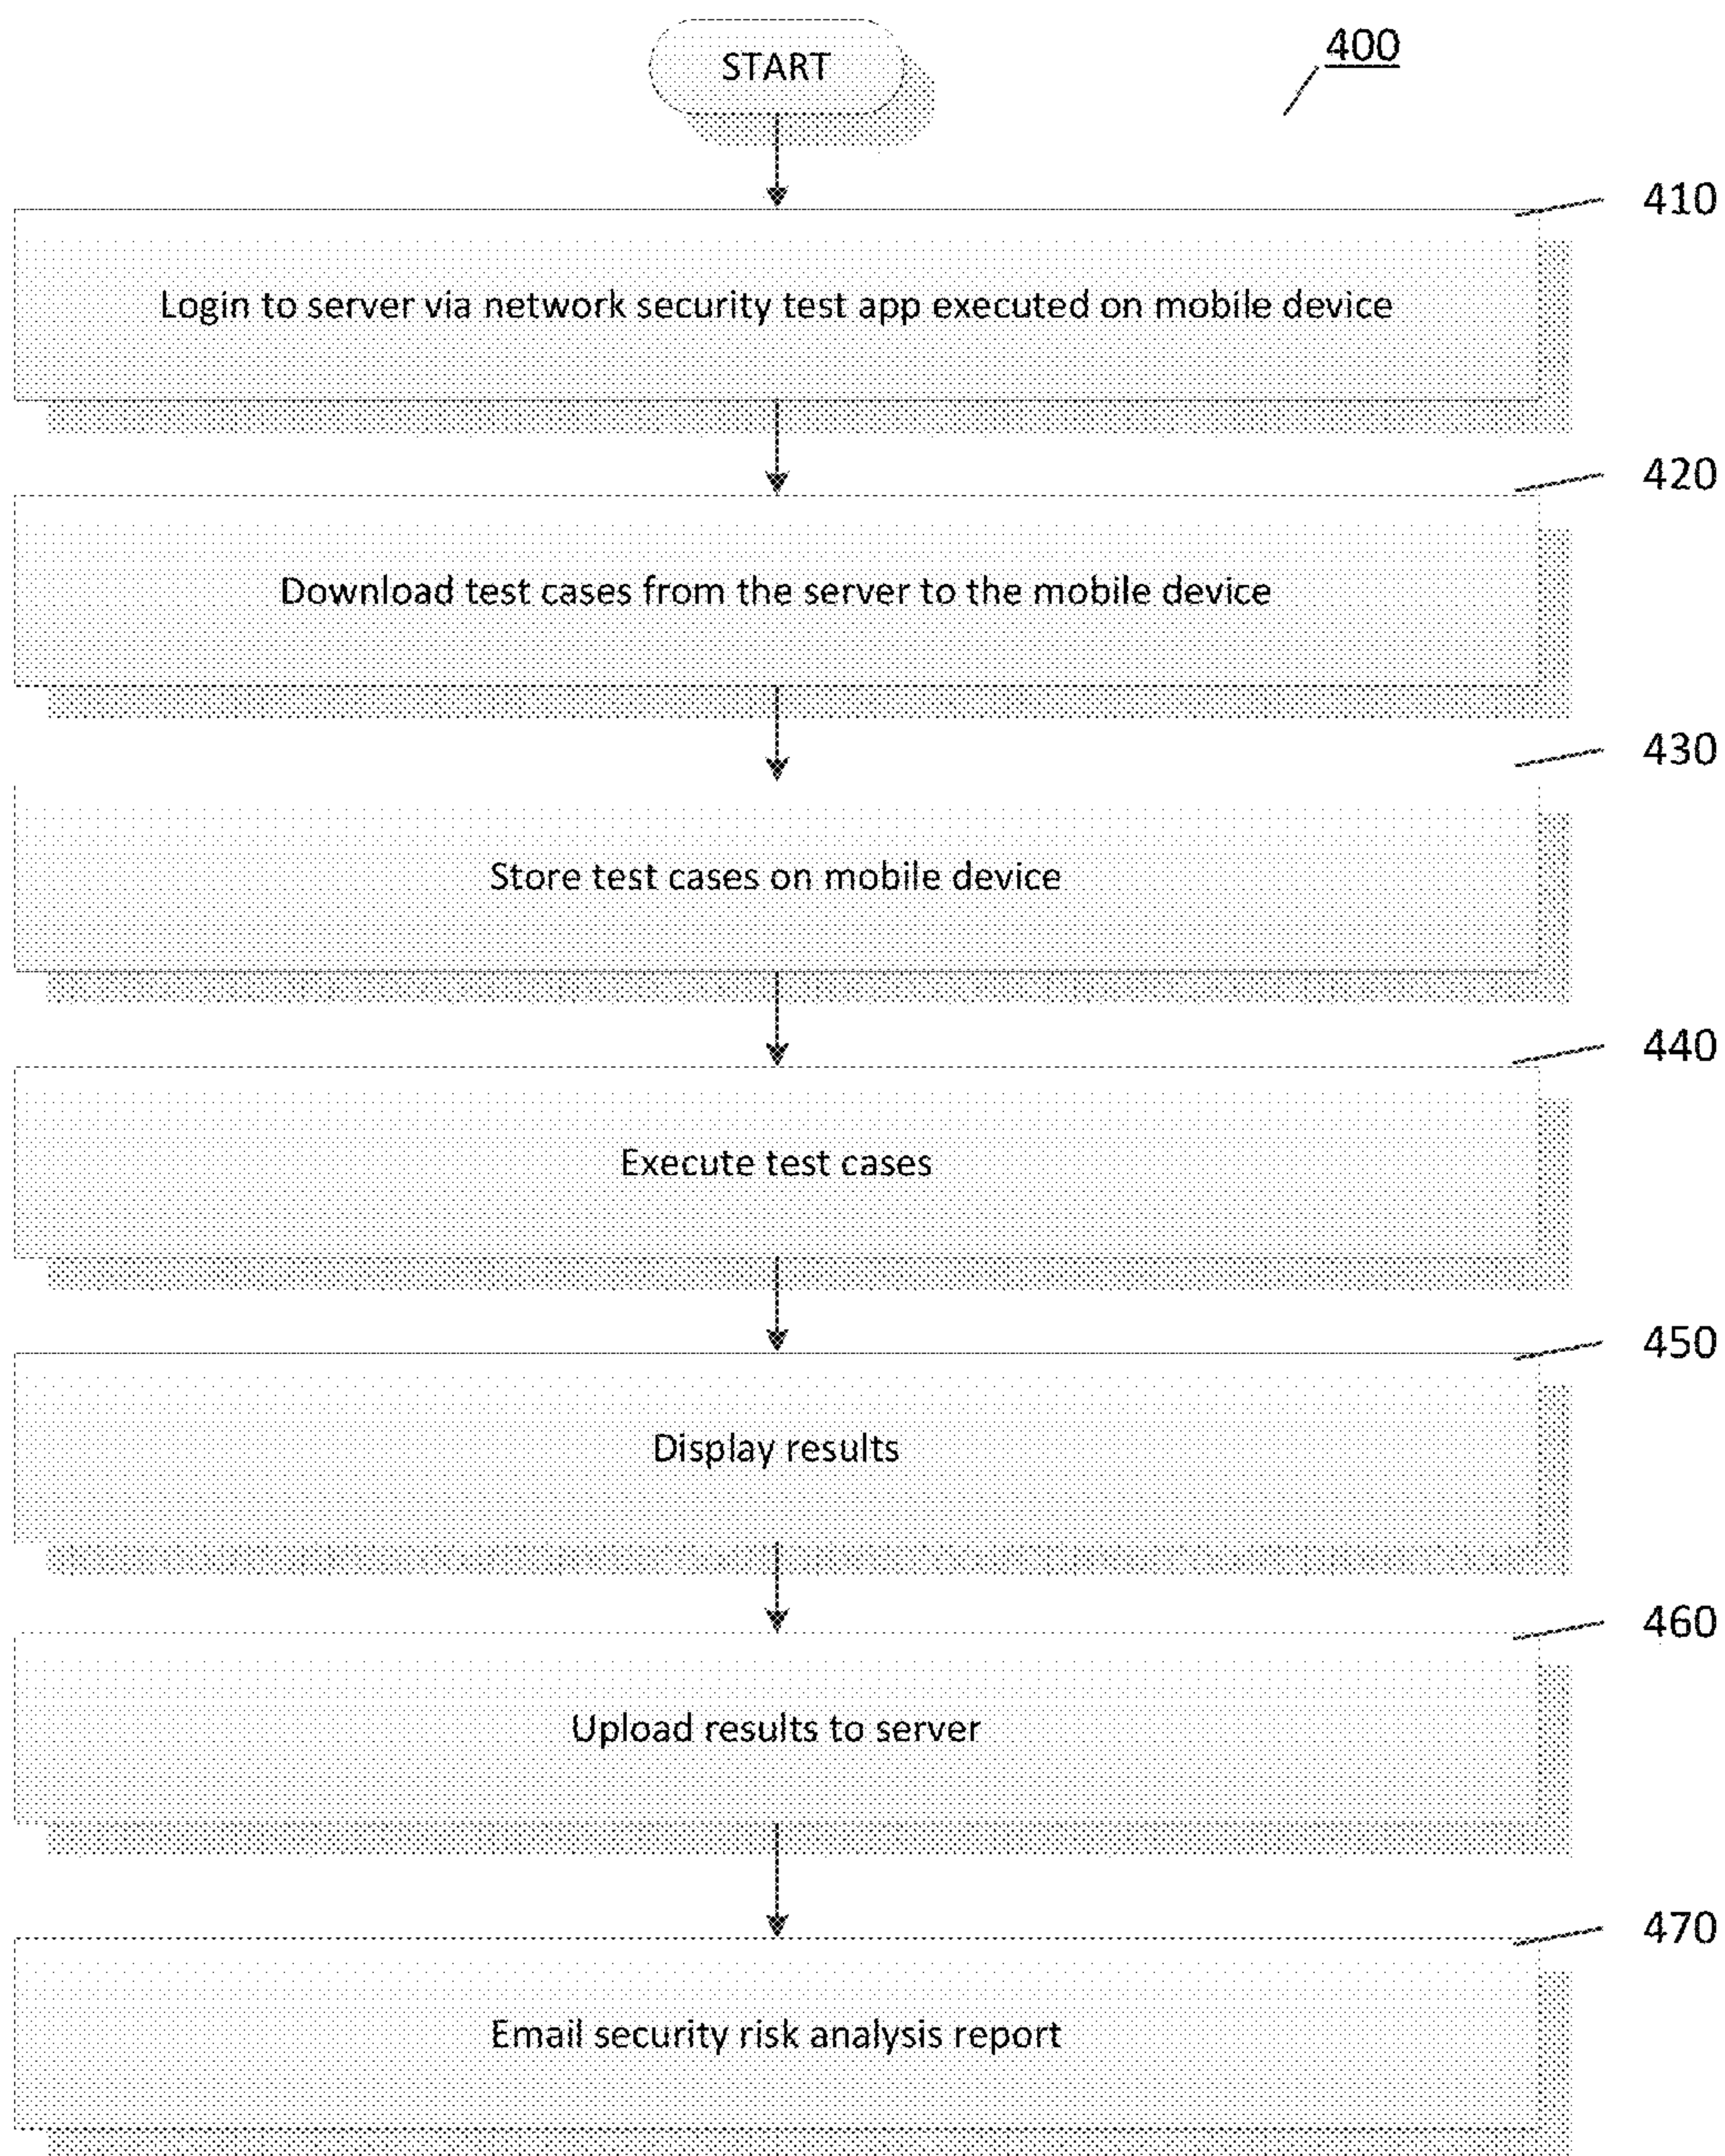 START
400
410
Login to server via network security test app executed on mobile device
420
Download test cases from the server to the mobile device
430
Store test cases on mobile device
440
Execute test cases
450
Display results
460
Upload results to server
470
Email security risk analysis report